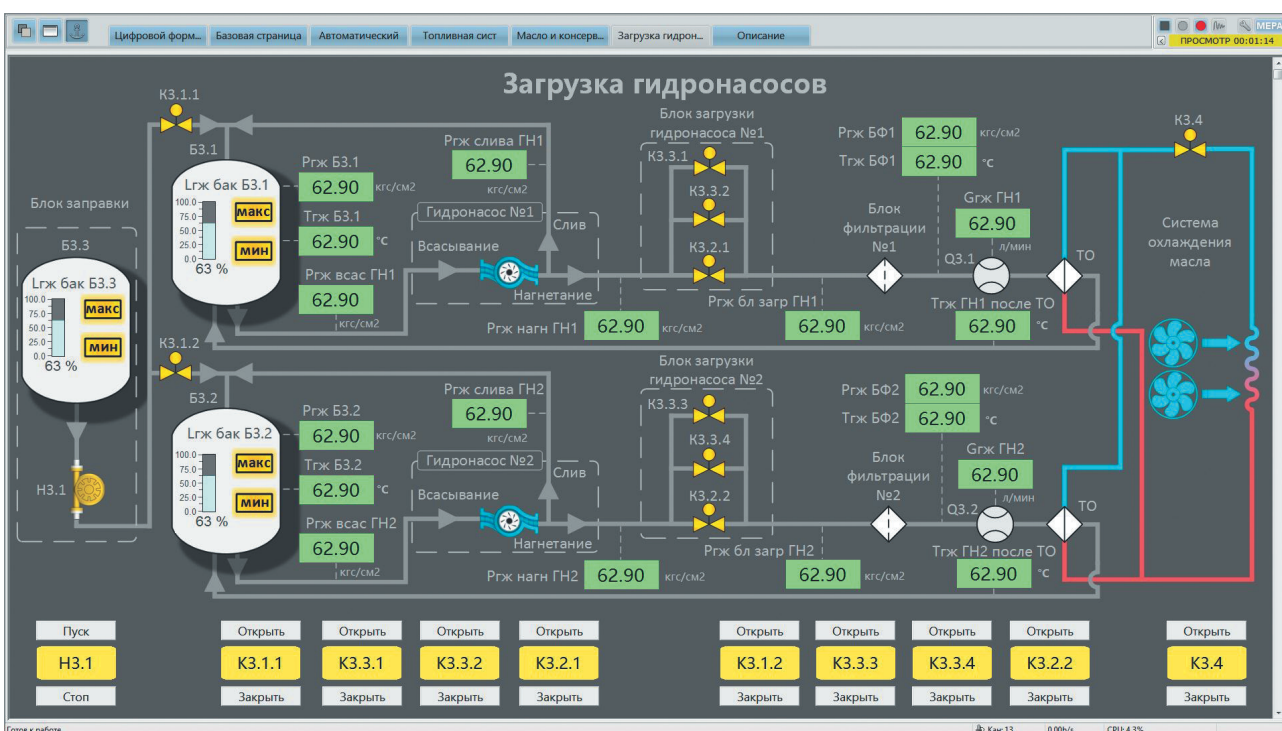 Цифровой форм... Базовая страница Автоматический Топливная сист Масло и консерв... Загрузка гидрон... Описание
МЕРА
ПРОСМОТР 00:01:14
Загрузка гидронасосов
К3.1.1
Б3.1
Lгж бак Б3.1
100.0
75.0
50.0
25.0
0.0
макс
мин
63 %
Ргж Б3.1
62.90 кгс/см2
Тгж Б3.1
62.90 °С
Ргж всас ГН1
62.90
кгс/см2
Ргж слива ГН1
62.90
кгс/см2
Гидронасос №1
Слив
Всасывание
Нагнетание
Ргж нагн ГН1 62.90 кгс/см2
Блок загрузки
гидронасоса №1
К3.3.1
К3.3.2
К3.2.1
Ргж бл загр ГН1
62.90 кгс/см2
Ргж БФ1 62.90 кгс/см2
Тгж БФ1 62.90 °С
Блок
фильтрации
№1
Gгж ГН1
62.90
л/мин
Q3.1
ТО
Тгж ГН1 после ТО
62.90 °С
К3.4
Система
охлаждения
масла
Блок заправки
Б3.3
Lгж бак Б3.3
100.0
75.0
50.0
25.0
0.0
макс
мин
63 %
Н3.1
К3.1.2
Б3.2
Lгж бак Б3.2
100.0
75.0
50.0
25.0
0.0
макс
мин
63 %
Ргж Б3.2
62.90 кгс/см2
Тгж Б3.2
62.90 °С
Ргж всас ГН2
62.90
кгс/см2
Ргж слива ГН2
62.90
кгс/см2
Гидронасос №2
Слив
Всасывание
Нагнетание
Ргж нагн ГН2 62.90 кгс/см2
Блок загрузки
гидронасоса №2
К3.3.3
К3.3.4
К3.2.2
Ргж бл загр ГН2
62.90 кгс/см2
Ргж БФ2 62.90 кгс/см2
Тгж БФ2 62.90 °С
Блок
фильтрации
№2
Gгж ГН2
62.90
л/мин
Q3.2
ТО
Тгж ГН2 после ТО
62.90 °С
Пуск Открыть Открыть Открыть Открыть Открыть Открыть Открыть Открыть Открыть
Н3.1 К3.1.1 К3.3.1 К3.3.2 К3.2.1 К3.1.2 К3.3.3 К3.3.4 К3.2.2 К3.4
Стоп Закрыть Закрыть Закрыть Закрыть Закрыть Закрыть Закрыть Закрыть Закрыть
Готов к работе Кан: 13 0.00b/s CPU: 4.3%